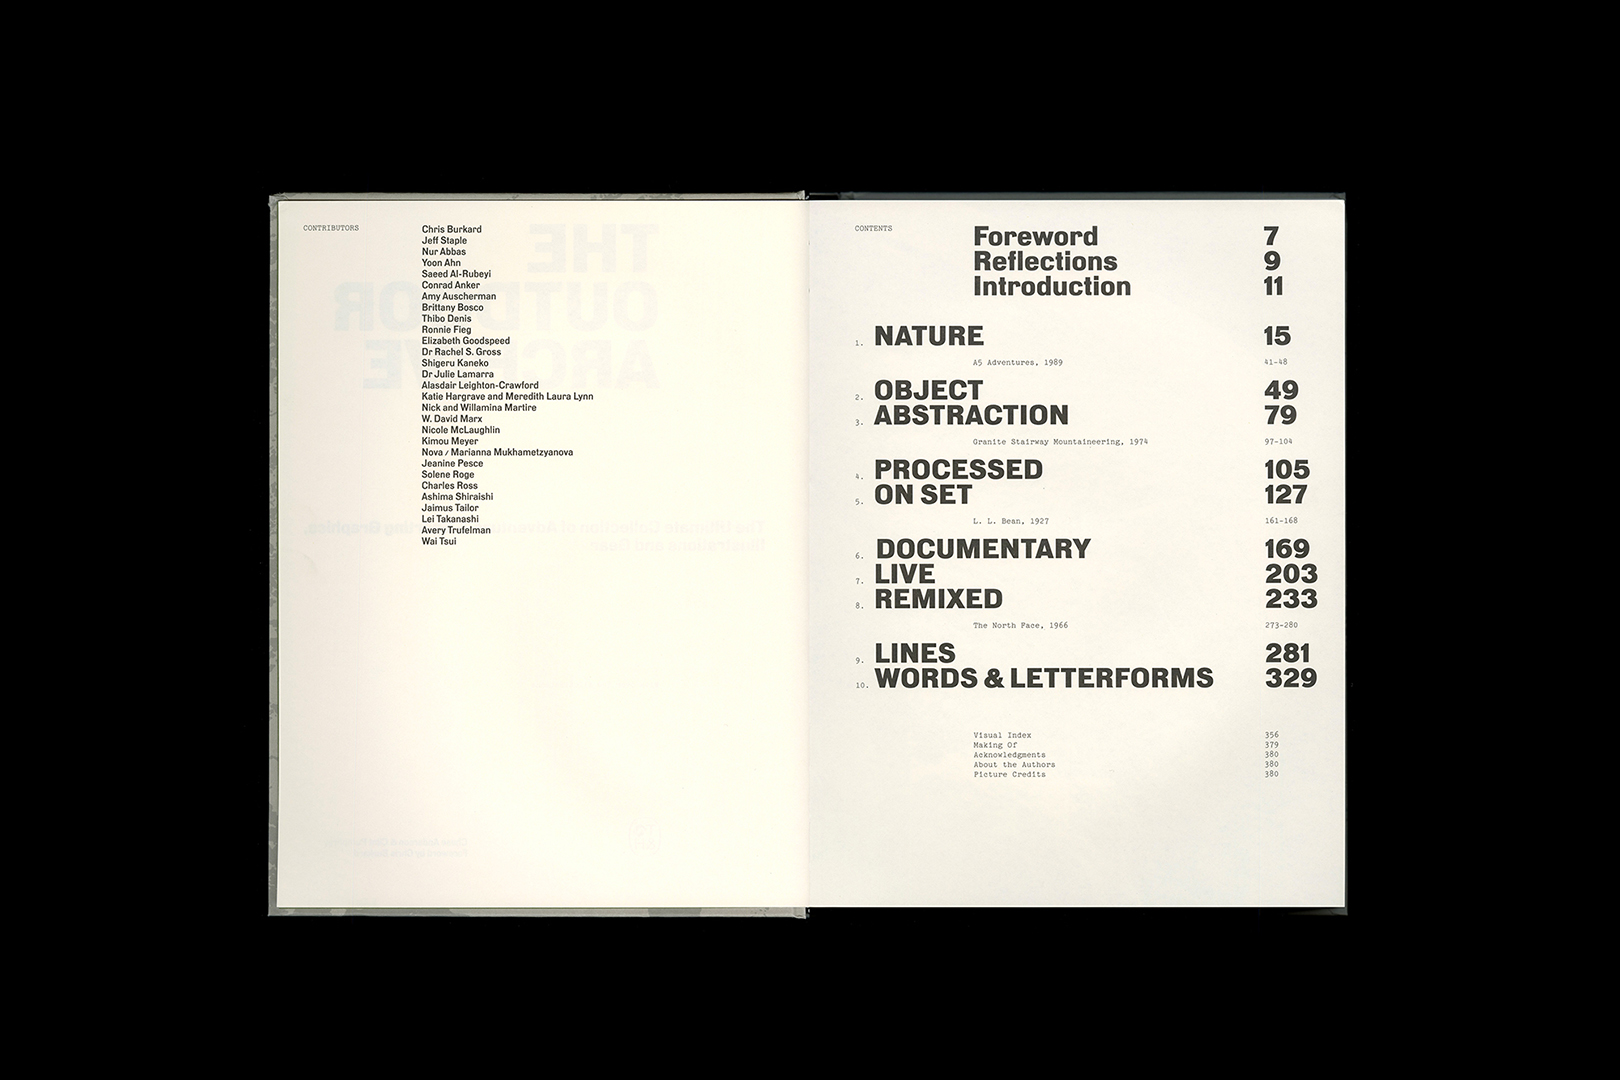 CONTRIBUTORS
Chris Burkard
Jeff Staple
Nur Abbas
Yoon Ahn
Saeed Al-Rubeyi
Conrad Anker
Amy Auscherman
Brittany Bosco
Thibo Denis
Ronnie Fieg
Elizabeth Goodspeed
Dr Rachel S. Gross
Shigeru Kaneko
Dr Julie Lamarra
Alasdair Leighton-Crawford
Katie Hargrave and Meredith Laura Lynn
Nick and Willamina Martire
W. David Marx
Nicole McLaughlin
Kimou Meyer
Nova / Marianna Mukhametzyanova
Jeanine Pesce
Solene Roge
Charles Ross
Ashima Shiraishi
Jaimus Tailor
Lei Takanashi
Avery Trufelman
Wai Tsui
THE
OUTDOOR
ARCHIVE
CONTENTS
Foreword 7
Reflections 9
Introduction 11
1. NATURE 15
A5 Adventures, 1989 41-48
2. OBJECT 49
3. ABSTRACTION 79
Granite Stairway Mountaineering, 1974 97-104
4. PROCESSED 105
5. ON SET 127
L. L. Bean, 1927 161-168
6. DOCUMENTARY 169
7. LIVE 203
8. REMIXED 233
The North Face, 1966 273-280
9. LINES 281
10. WORDS & LETTERFORMS 329
Visual Index 356
Making Of 379
Acknowledgments 380
About the Authors 380
Picture Credits 380